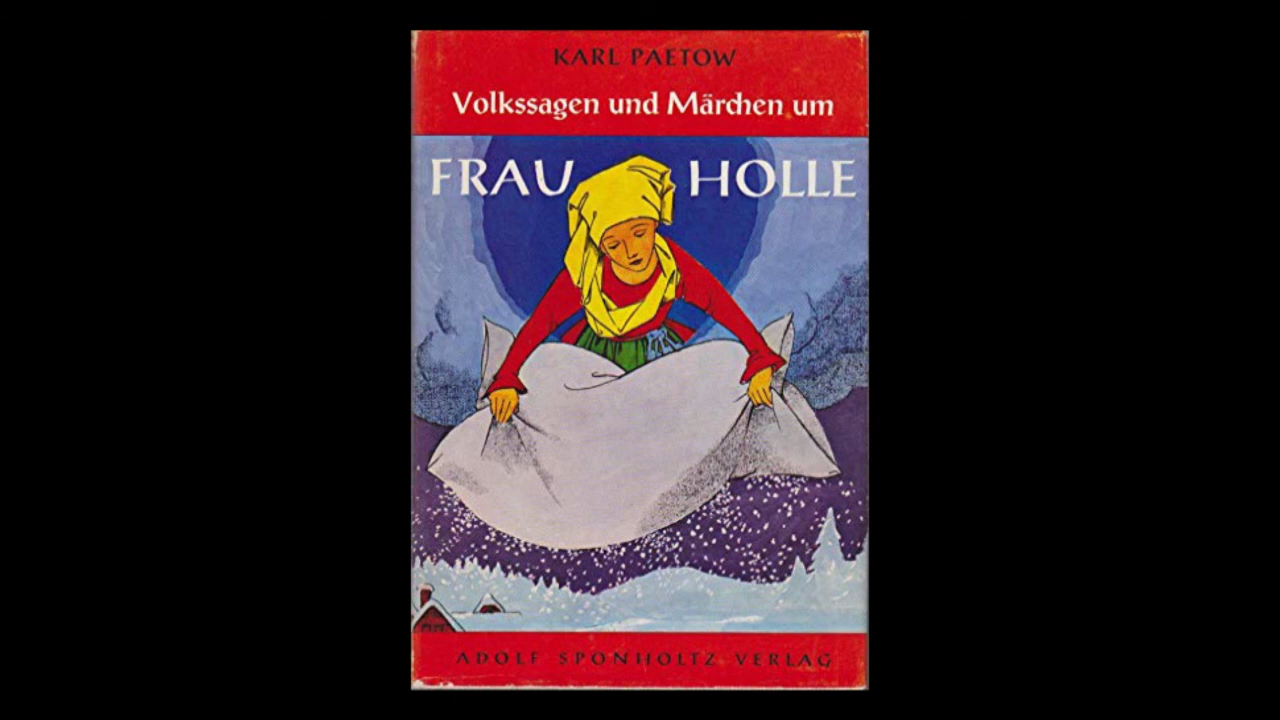 KARL PAETOW
Volkssagen und Märchen um
FRAU HOLLE
ADOLF SPONHOLTZ VERLAG